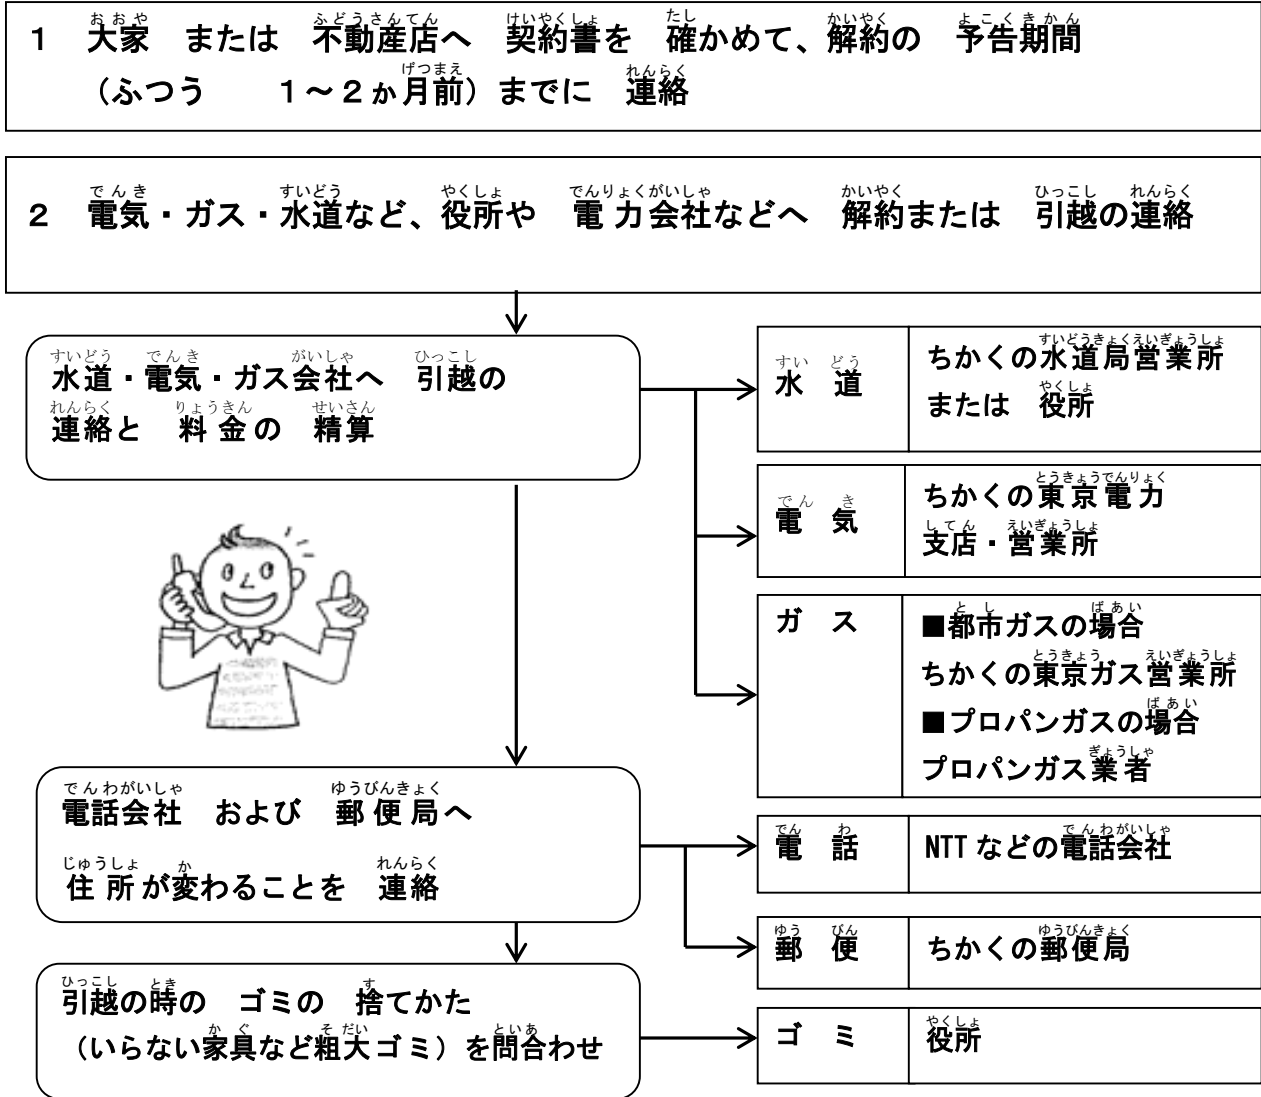 1 大家 または 不動産店へ 契約書を 確かめて、解約の 予告期間
（ふつう 1～2か月前）までに 連絡
2 電気・ガス・水道など、役所や 電力会社などへ 解約または 引越の連絡
水道・電気・ガス会社へ 引越の
連絡と 料金の 精算
水 道
ちかくの水道局営業所
または 役所
電 気
ちかくの東京電力
支店・営業所
ガ ス
■都市ガスの場合
ちかくの東京ガス営業所
■プロパンガスの場合
プロパンガス業者
電話会社 および 郵便局へ
住所が変わることを 連絡
電 話
NTTなどの電話会社
郵 便
ちかくの郵便局
引越の時の ゴミの 捨てかた
（いらない家具など粗大ゴミ）を問合わせ
ゴ ミ
役所